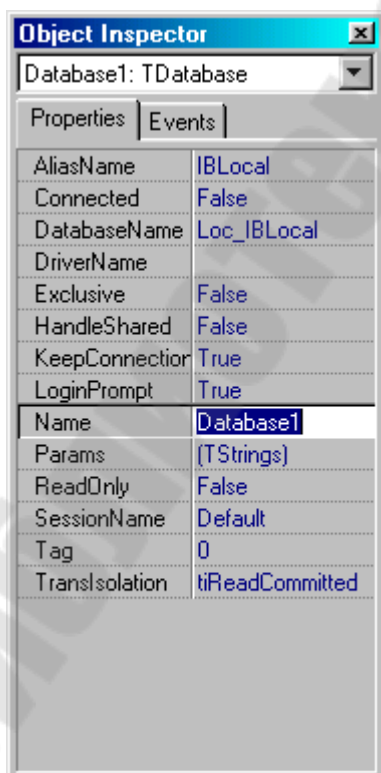 Object Inspector
Database1: TDatabase
Properties Events
AliasName IBLocal
Connected False
DatabaseName Loc_IBLocal
DriverName
Exclusive False
HandleShared False
KeepConnection True
LoginPrompt True
Name Database1
Params (TStrings)
ReadOnly False
SessionName Default
Tag 0
TransIsolation tiReadCommitted